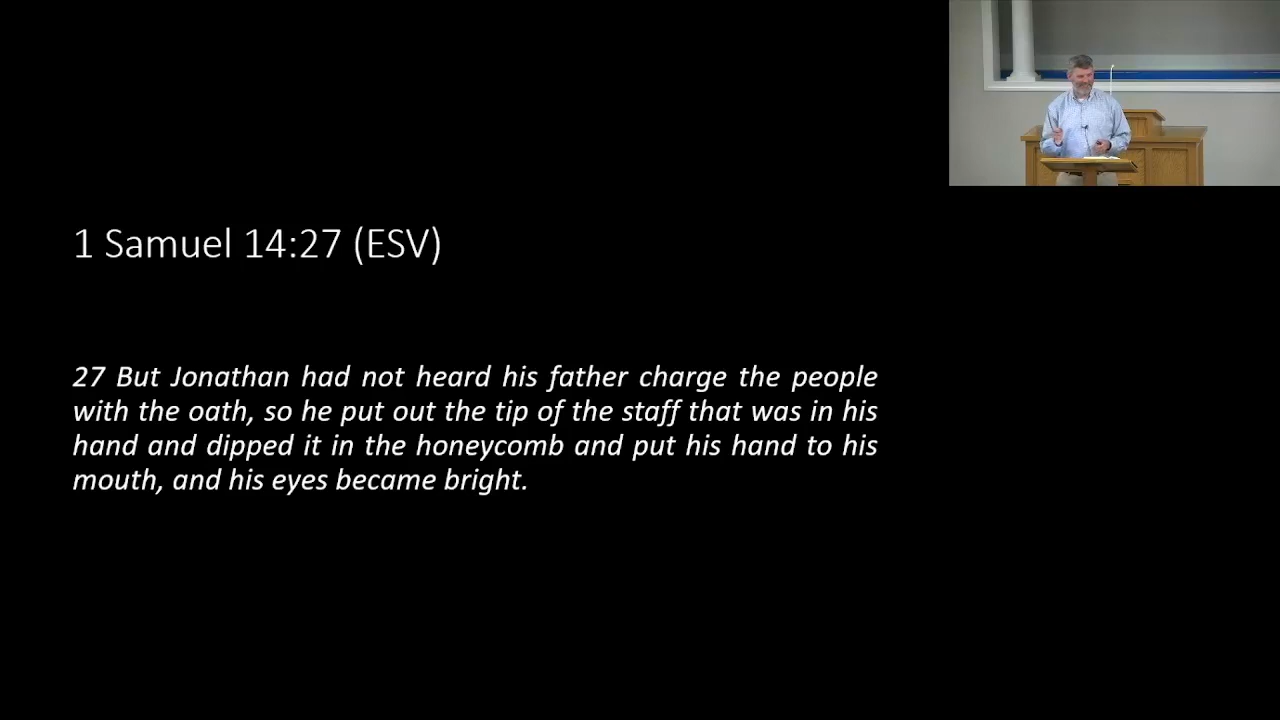 1 Samuel 14:27 (ESV)
27 But Jonathan had not heard his father charge the people
with the oath, so he put out the tip of the staff that was in his
hand and dipped it in the honeycomb and put his hand to his
mouth, and his eyes became bright.